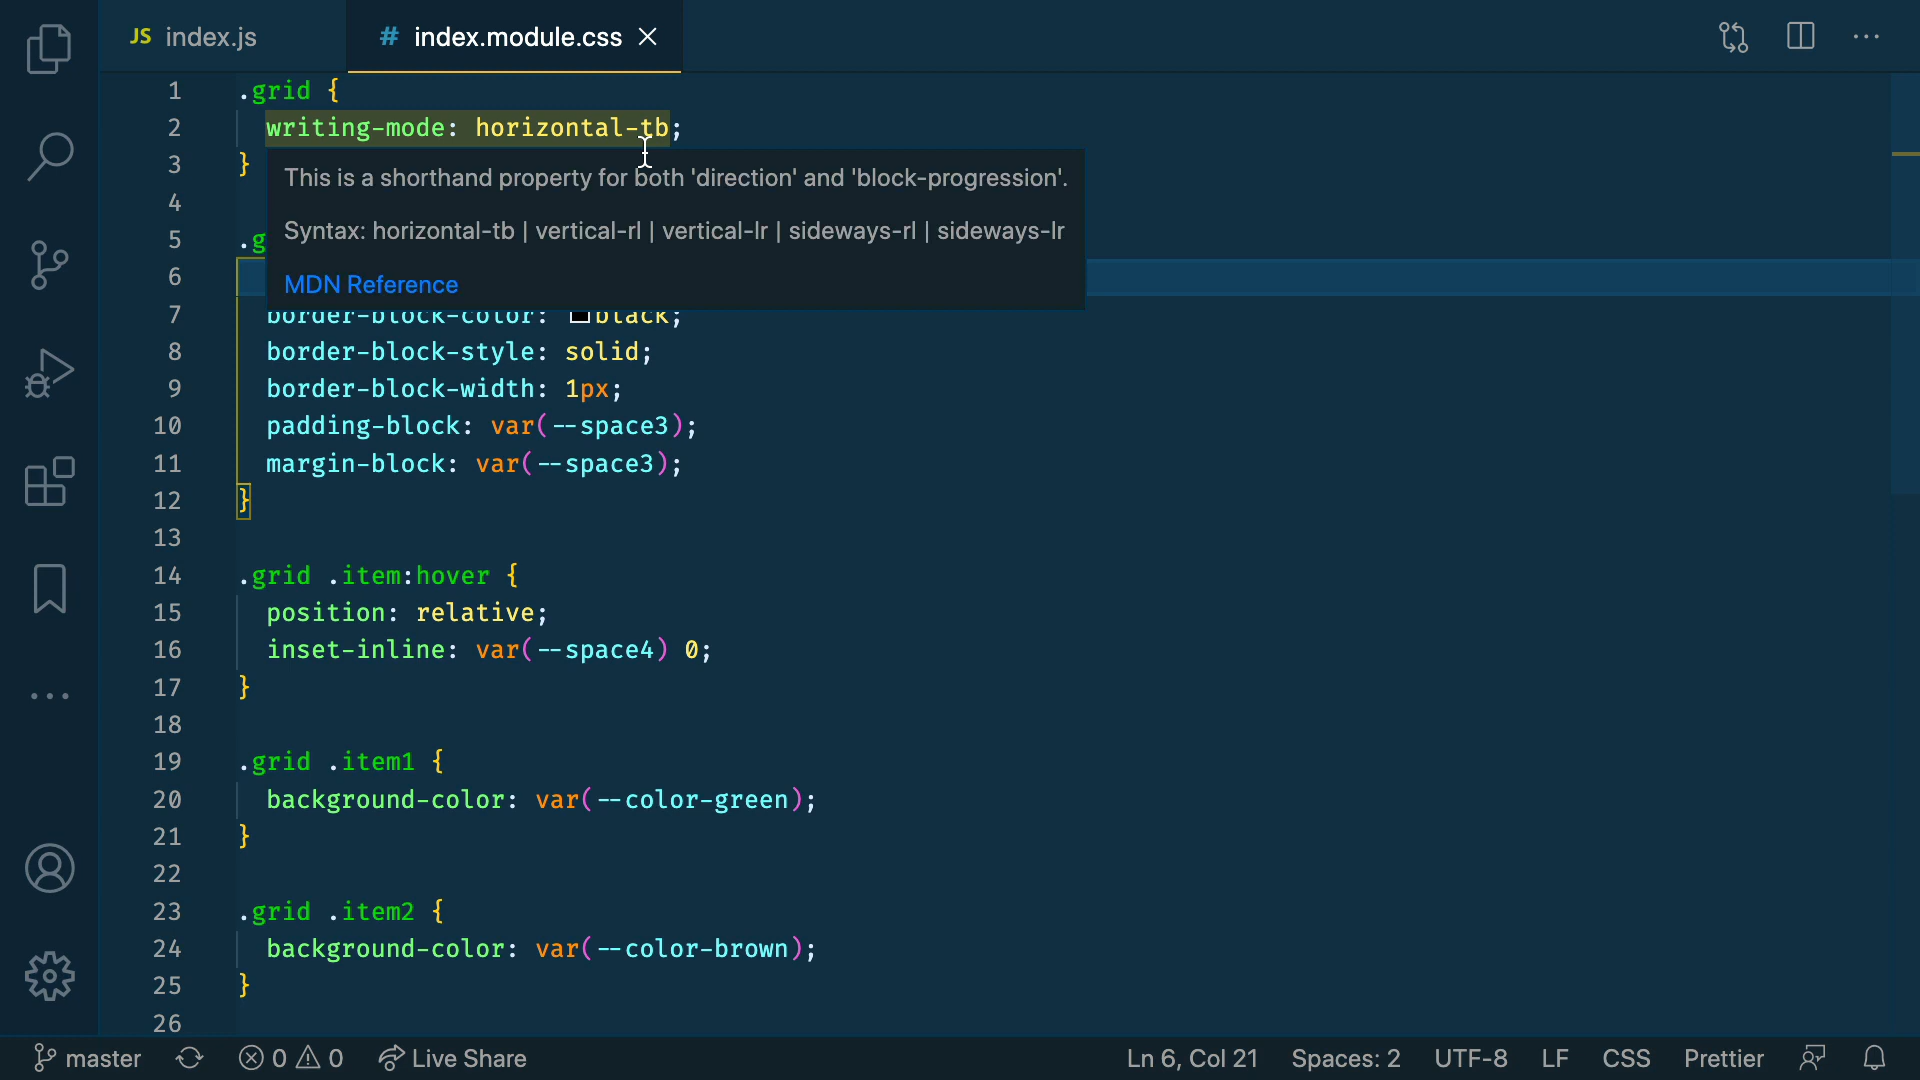 JS index.js
# index.module.css
1 .grid {
2 writing-mode: horizontal-tb;
3 }
This is a shorthand property for both 'direction' and 'block-progression'.
4
Syntax: horizontal-tb | vertical-rl | vertical-lr | sideways-rl | sideways-lr
5 .g
6
MDN Reference
7 border-block-color: black;
8 border-block-style: solid;
9 border-block-width: 1px;
10 padding-block: var(--space3);
11 margin-block: var(--space3);
12 }
13
14 .grid .item:hover {
15 position: relative;
16 inset-inline: var(--space4) 0;
17 }
18
19 .grid .item1 {
20 background-color: var(--color-green);
21 }
22
23 .grid .item2 {
24 background-color: var(--color-brown);
25 }
26
master 0 0 Live Share Ln 6, Col 21 Spaces: 2 UTF-8 LF CSS Prettier